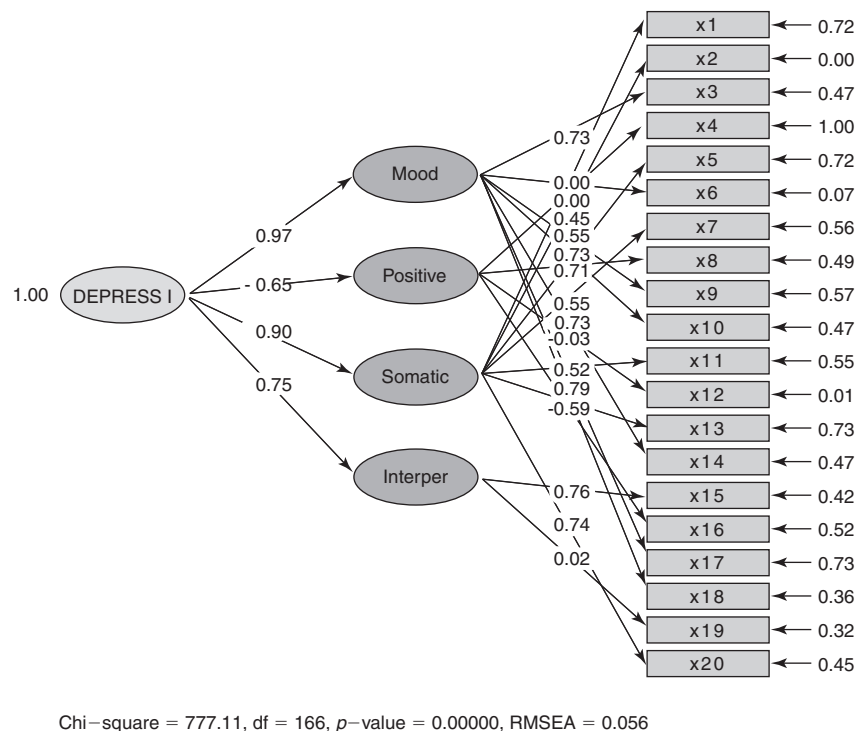 x1
0.72
x2
0.00
x3
0.47
x4
1.00
x5
0.72
x6
0.07
x7
0.56
x8
0.49
x9
0.57
x10
0.47
x11
0.55
x12
0.01
x13
0.73
x14
0.47
x15
0.42
x16
0.52
x17
0.73
x18
0.36
x19
0.32
x20
0.45
Mood
Positive
Somatic
Interper
1.00 DEPRESS I
0.97
- 0.65
0.90
0.75
0.73
0.00
0.00
0.45
0.55
0.73
0.71
0.55
0.73
-0.03
0.52
0.79
-0.59
0.76
0.74
0.02
Chi−square = 777.11, df = 166, p−value = 0.00000, RMSEA = 0.056